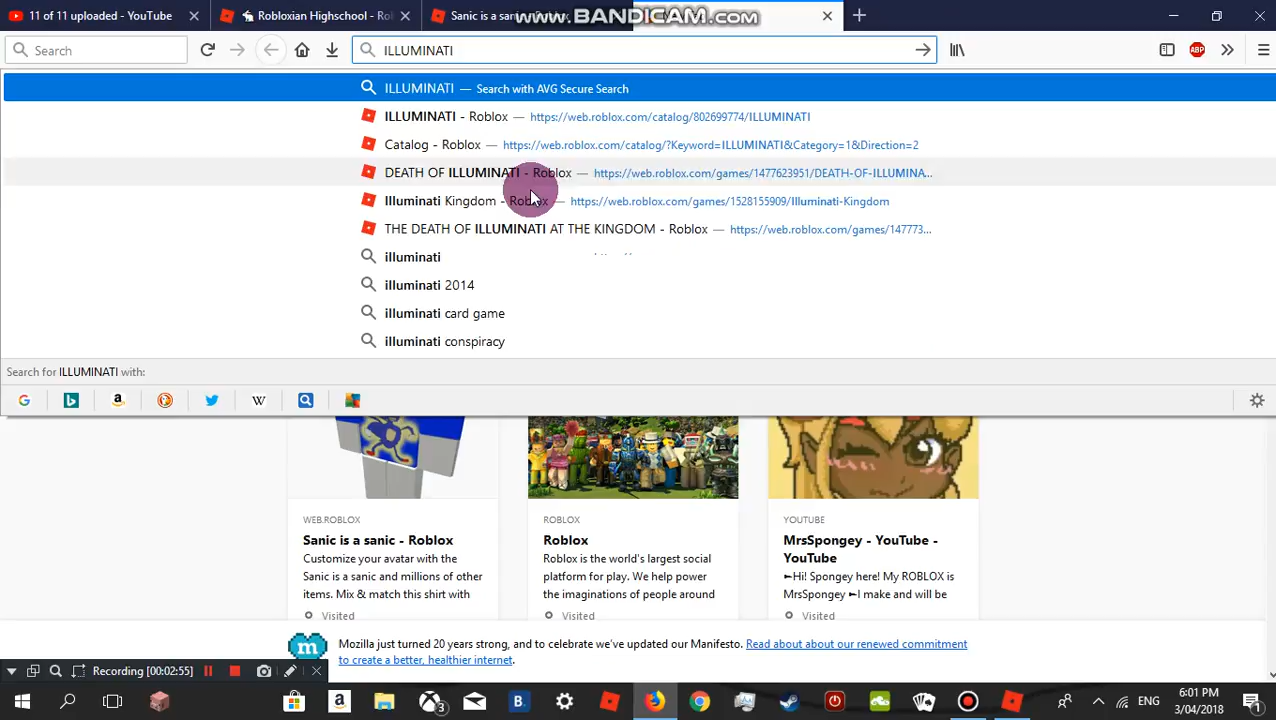 11 of 11 uploaded - YouTube
Robloxian Highschool - Rob
Sanic is a sanic - Roblox
www.BANDICAM.com
Search
ILLUMINATI
ILLUMINATI — Search with AVG Secure Search
ILLUMINATI - Roblox — https://web.roblox.com/catalog/802699774/ILLUMINATI
Catalog - Roblox — https://web.roblox.com/catalog/?Keyword=ILLUMINATI&Category=1&Direction=2
DEATH OF ILLUMINATI - Roblox — https://web.roblox.com/games/1477623951/DEATH-OF-ILLUMINA...
Illuminati Kingdom - Roblox — https://web.roblox.com/games/1528155909/Illuminati-Kingdom
THE DEATH OF ILLUMINATI AT THE KINGDOM - Roblox — https://web.roblox.com/games/147773...
illuminati
illuminati 2014
illuminati card game
illuminati conspiracy
Search for ILLUMINATI with:
WEB.ROBLOX
Sanic is a sanic - Roblox
Customize your avatar with the
Sanic is a sanic and millions of other
items. Mix & match this shirt with
Visited
ROBLOX
Roblox
Roblox is the world's largest social
platform for play. We help power
the imaginations of people around
Visited
YOUTUBE
MrsSpongey - YouTube -
YouTube
►Hi! Spongey here! My ROBLOX is
MrsSpongey ►I make and will be
Visited
Mozilla just turned 20 years strong, and to celebrate we've updated our Manifesto. Read about about our renewed commitment
to create a better, healthier internet.
Recording [00:02:55]
ENG
6:01 PM
3/04/2018